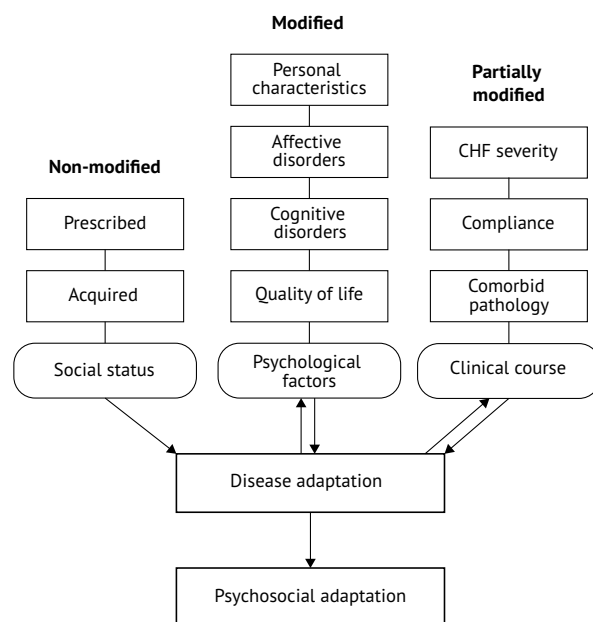 Modified
Personal
characteristics
Affective
disorders
Cognitive
disorders
Quality of life
Psychological
factors
Partially
modified
CHF severity
Compliance
Comorbid
pathology
Clinical course
Non-modified
Prescribed
Acquired
Social status
Disease adaptation
Psychosocial adaptation